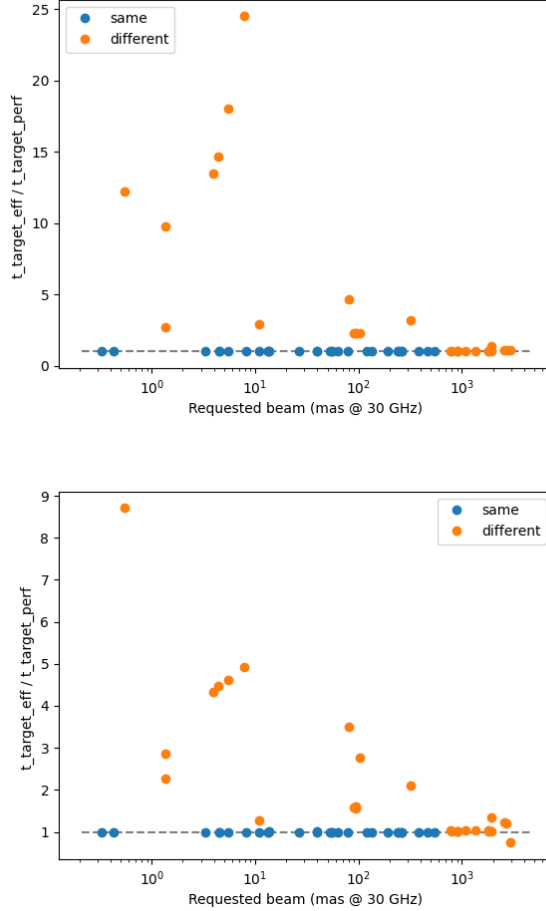 25
20
15
10
5
0
t_target_eff / t_target_perf
same
different
10⁰
10¹
10²
10³
Requested beam (mas @ 30 GHz)
9
8
7
6
5
4
3
2
1
t_target_eff / t_target_perf
same
different
10⁰
10¹
10²
10³
Requested beam (mas @ 30 GHz)